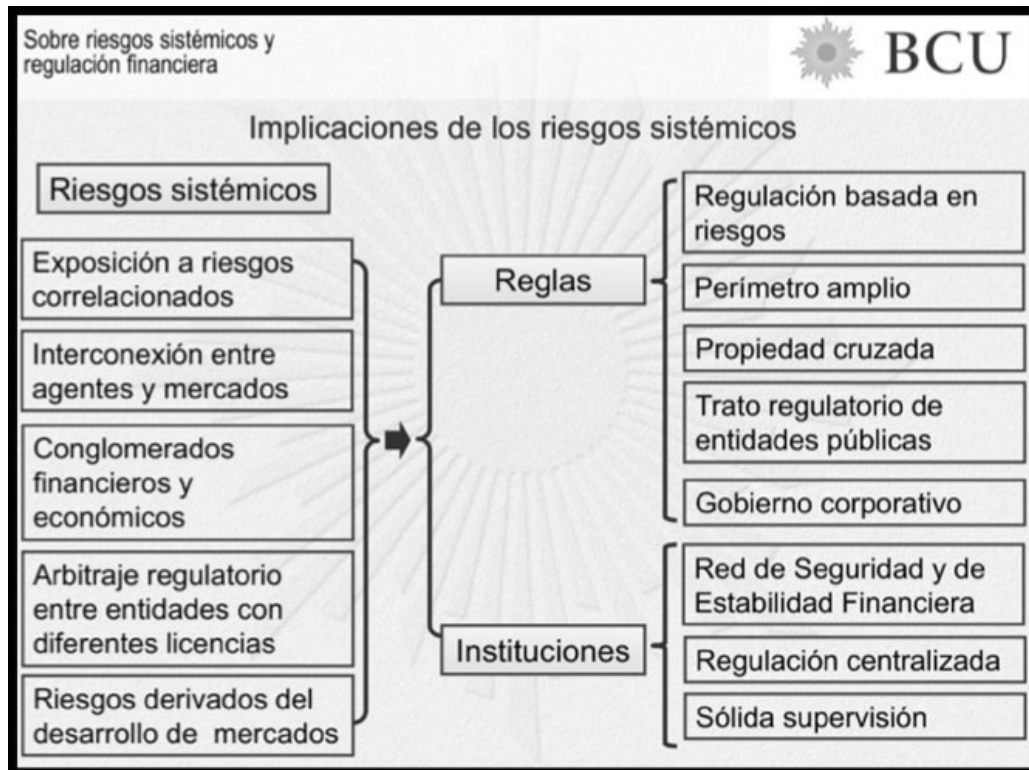 Sobre riesgos sistémicos y
regulación financiera
BCU
Implicaciones de los riesgos sistémicos
Riesgos sistémicos
Exposición a riesgos
correlacionados
Interconexión entre
agentes y mercados
Conglomerados
financieros y
económicos
Arbitraje regulatorio
entre entidades con
diferentes licencias
Riesgos derivados del
desarrollo de mercados
Reglas
Regulación basada en
riesgos
Perímetro amplio
Propiedad cruzada
Trato regulatorio de
entidades públicas
Gobierno corporativo
Instituciones
Red de Seguridad y de
Estabilidad Financiera
Regulación centralizada
Sólida supervisión